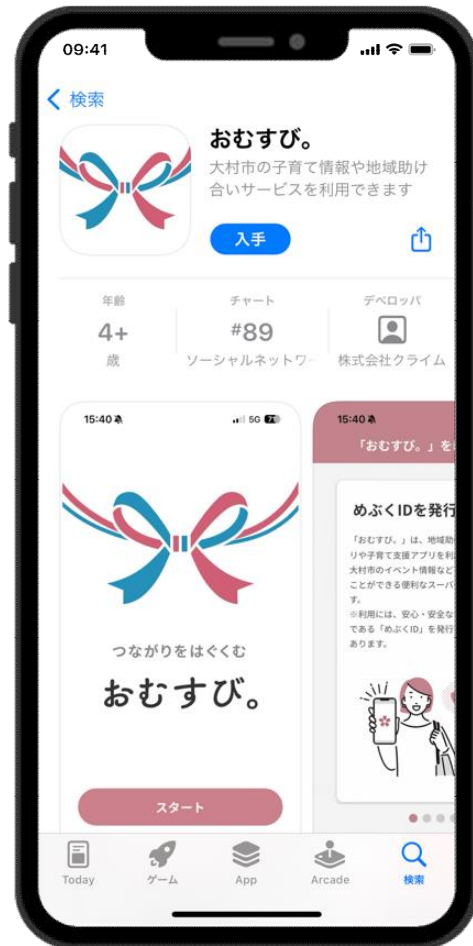 09:41
検索
おむすび。
大村市の子育て情報や地域助け
合いサービスを利用できます
入手
年齢
4+
歳
チャート
#89
ソーシャルネットワー
デベロッパ
株式会社クライム
15:40
5G
つながりをはぐくむ
おむすび。
スタート
15:40
「おむすび。」を
めぶくIDを発行
「おむすび。」は、地域助
リや子育て支援アプリを利
大村市のイベント情報など
ことができる便利なスーパ
す。
※利用には、安心・安全な
である「めぶくID」を発行
あります。
Today
ゲーム
App
Arcade
検索